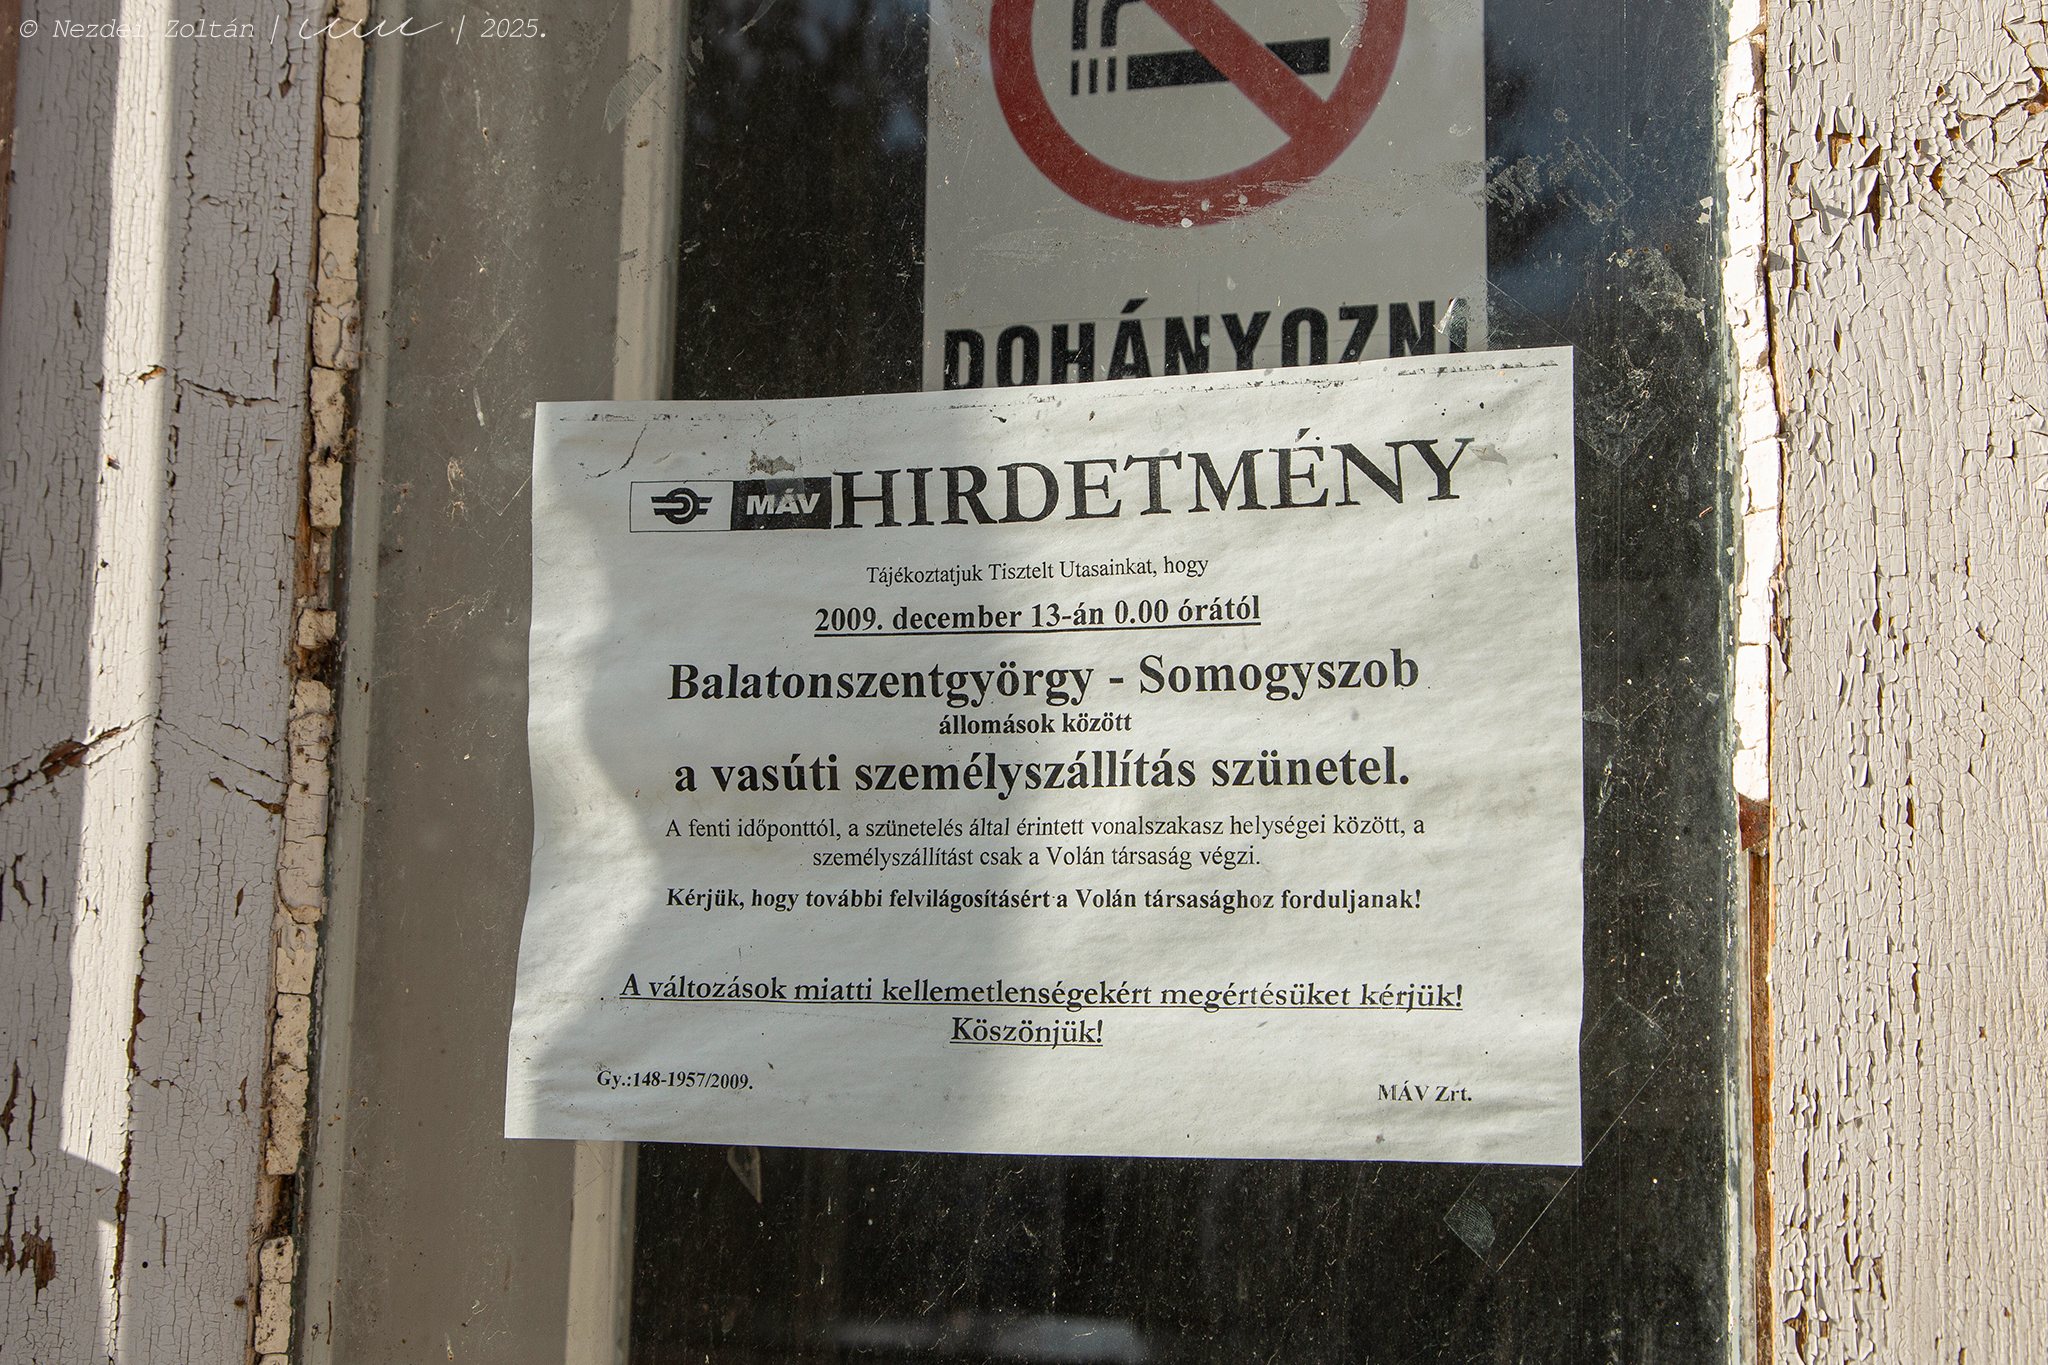 © Nezdei Zoltán | | 2025.
DOHÁNYOZNI
MÁV HIRDETMÉNY
Tájékoztatjuk Tisztelt Utasainkat, hogy
2009. december 13-án 0.00 órától
Balatonszentgyörgy - Somogyszob
állomások között
a vasúti személyszállítás szünetel.
A fenti időponttól, a szünetelés által érintett vonalszakasz helységei között, a
személyszállítást csak a Volán társaság végzi.
Kérjük, hogy további felvilágosításért a Volán társasághoz forduljanak!
A változások miatti kellemetlenségekért megértésüket kérjük!
Köszönjük!
Gy.:148-1957/2009.
MÁV Zrt.